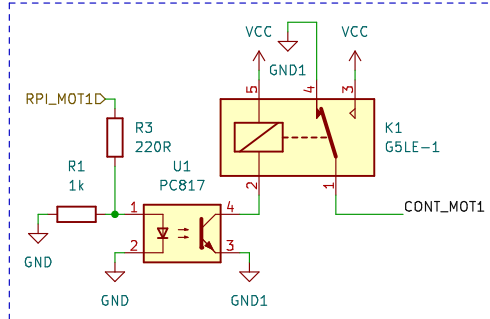 VCC
VCC
GND1
5
4
3
RPI_MOT1
R3
220R
K1
G5LE-1
R1
1k
U1
PC817
2
1
1
4
CONT_MOT1
2
3
GND
GND
GND1